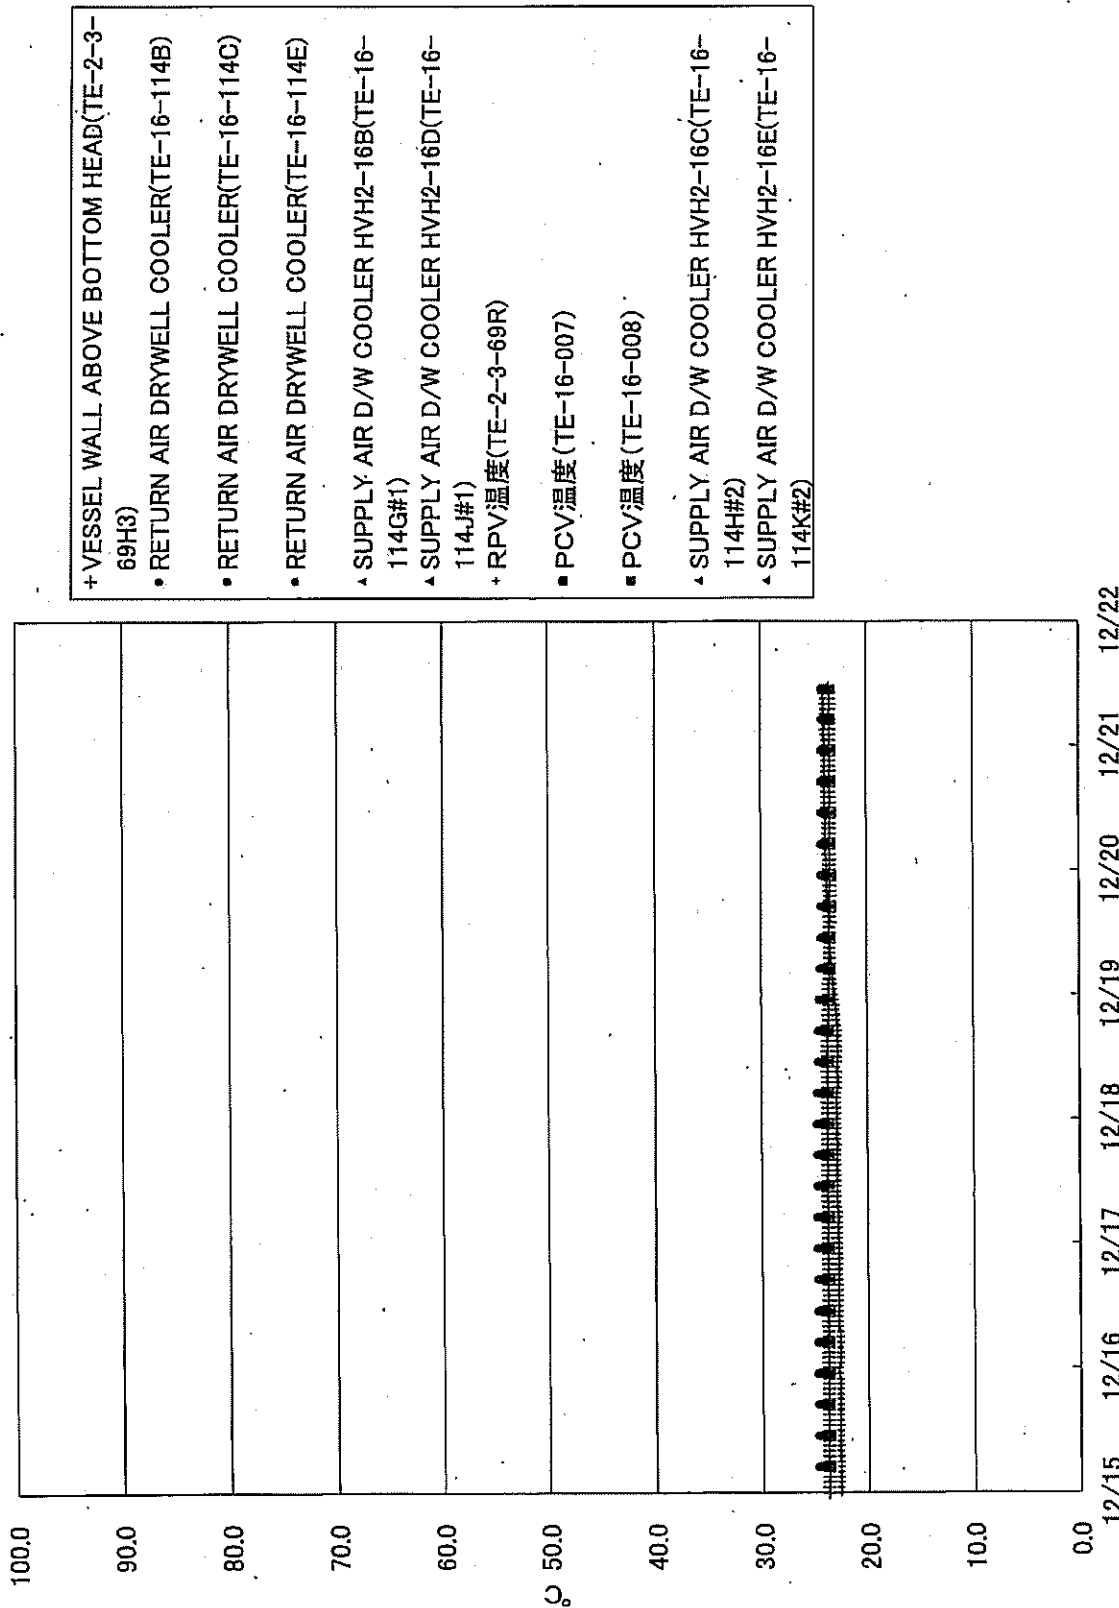 + VESSEL WALL ABOVE BOTTOM HEAD(TE-2-3-
69H3)
• RETURN AIR DRYWELL COOLER(TE-16-114B)
• RETURN AIR DRYWELL COOLER(TE-16-114C)
• RETURN AIR DRYWELL COOLER(TE-16-114E)
▲ SUPPLY AIR D/W COOLER HVH2-16B(TE-16-
114G#1)
▲ SUPPLY AIR D/W COOLER HVH2-16D(TE-16-
114J#1)
+ RPV温度(TE-2-3-69R)
■ PCV温度(TE-16-007)
■ PCV温度(TE-16-008)
▲ SUPPLY AIR D/W COOLER HVH2-16C(TE-16-
114H#2)
▲ SUPPLY AIR D/W COOLER HVH2-16E(TE-16-
114K#2)
100.0
90.0
80.0
70.0
60.0
50.0
40.0
30.0
20.0
10.0
0.0
℃
12/15
12/16
12/17
12/18
12/19
12/20
12/21
12/22